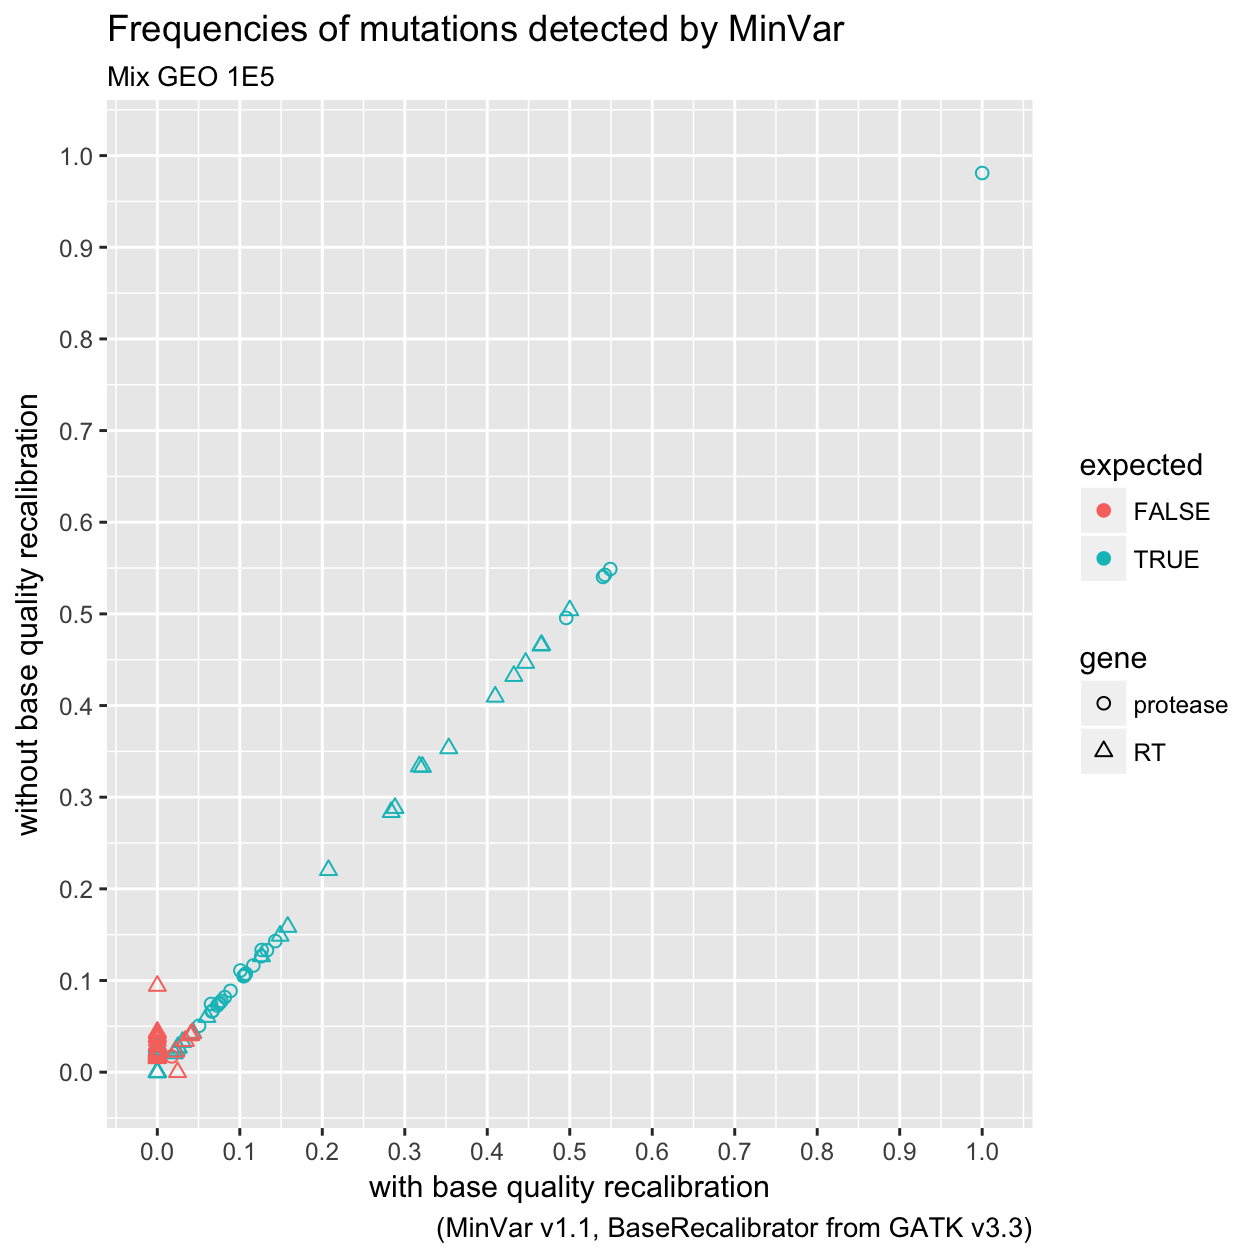 Frequencies of mutations detected by MinVar
Mix GEO 1E5
without base quality recalibration
1.0
0.9
0.8
0.7
0.6
0.5
0.4
0.3
0.2
0.1
0.0
0.0 0.1 0.2 0.3 0.4 0.5 0.6 0.7 0.8 0.9 1.0
with base quality recalibration
(MinVar v1.1, BaseRecalibrator from GATK v3.3)
expected
FALSE
TRUE
gene
protease
RT